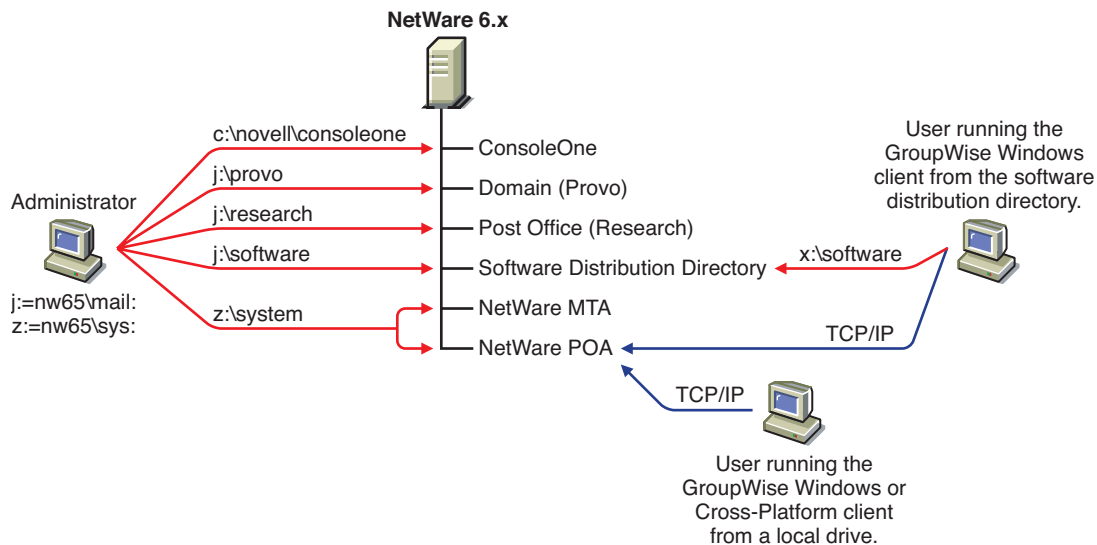 NetWare 6.x
c:\novell\consoleone
ConsoleOne
j:\provo
Domain (Provo)
Administrator
j:\research
Post Office (Research)
j:\software
Software Distribution Directory
x:\software
j:=nw65\mail:
z:=nw65\sys:
z:\system
NetWare MTA
NetWare POA
TCP/IP
TCP/IP
User running the
GroupWise Windows
client from the software
distribution directory.
User running the
GroupWise Windows or
Cross-Platform client
from a local drive.